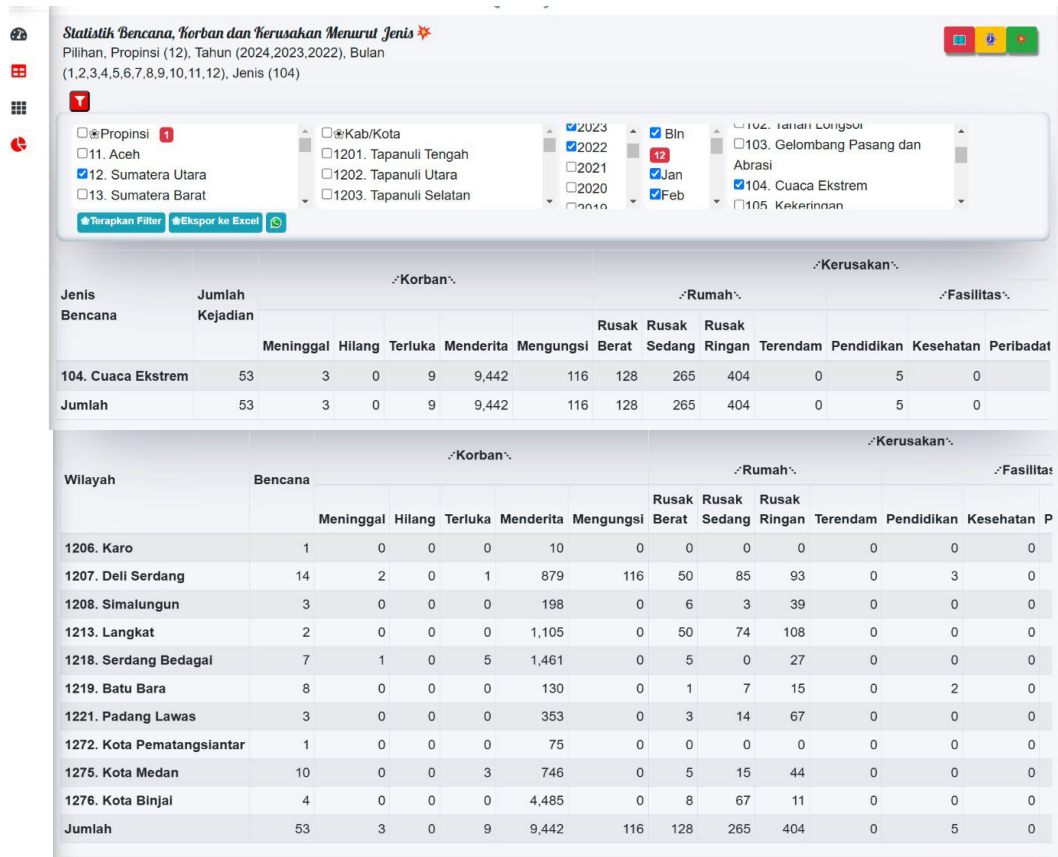 Statistik Bencana, Korban dan Kerusakan Menurut Jenis
Pilihan, Propinsi (12), Tahun (2024,2023,2022), Bulan
(1,2,3,4,5,6,7,8,9,10,11,12), Jenis (104)
Propinsi 1
11. Aceh
12. Sumatera Utara
13. Sumatera Barat
Kab/Kota
1201. Tapanuli Tengah
1202. Tapanuli Utara
1203. Tapanuli Selatan
2023
2022
2021
2020
2019
Bln
12
Jan
Feb
102. Tanah Longsor
103. Gelombang Pasang dan
Abrasi
104. Cuaca Ekstrem
105. Kekeringan
Terapkan Filter Ekspor ke Excel
Kerusakan
Korban
Jenis Jumlah Rumah Fasilitas
Bencana Kejadian
Rusak Rusak Rusak
Meninggal Hilang Terluka Menderita Mengungsi Berat Sedang Ringan Terendam Pendidikan Kesehatan Peribadat
104. Cuaca Ekstrem 53 3 0 9 9,442 116 128 265 404 0 5 0
Jumlah 53 3 0 9 9,442 116 128 265 404 0 5 0
Kerusakan
Korban
Wilayah Bencana Rumah Fasilitas
Rusak Rusak Rusak
Meninggal Hilang Terluka Menderita Mengungsi Berat Sedang Ringan Terendam Pendidikan Kesehatan P
1206. Karo 1 0 0 0 10 0 0 0 0 0 0 0
1207. Deli Serdang 14 2 0 1 879 116 50 85 93 0 3 0
1208. Simalungun 3 0 0 0 198 0 6 3 39 0 0 0
1213. Langkat 2 0 0 0 1,105 0 50 74 108 0 0 0
1218. Serdang Bedagai 7 1 0 5 1,461 0 5 0 27 0 0 0
1219. Batu Bara 8 0 0 0 130 0 1 7 15 0 2 0
1221. Padang Lawas 3 0 0 0 353 0 3 14 67 0 0 0
1272. Kota Pematangsiantar 1 0 0 0 75 0 0 0 0 0 0 0
1275. Kota Medan 10 0 0 3 746 0 5 15 44 0 0 0
1276. Kota Binjai 4 0 0 0 4,485 0 8 67 11 0 0 0
Jumlah 53 3 0 9 9,442 116 128 265 404 0 5 0